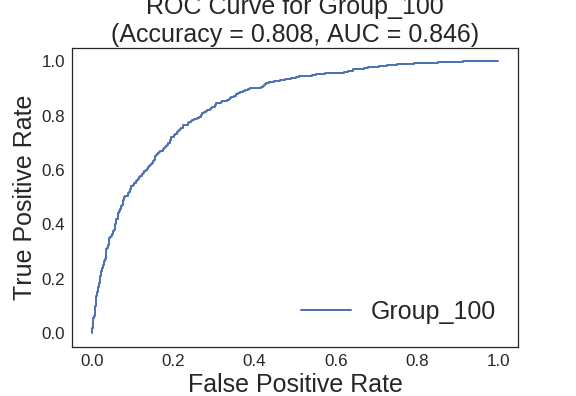 ROC Curve for Group_100
(Accuracy = 0.808, AUC = 0.846)
1.0
0.8
0.6
0.4
0.2
0.0
True Positive Rate
Group_100
0.0 0.2 0.4 0.6 0.8 1.0
False Positive Rate